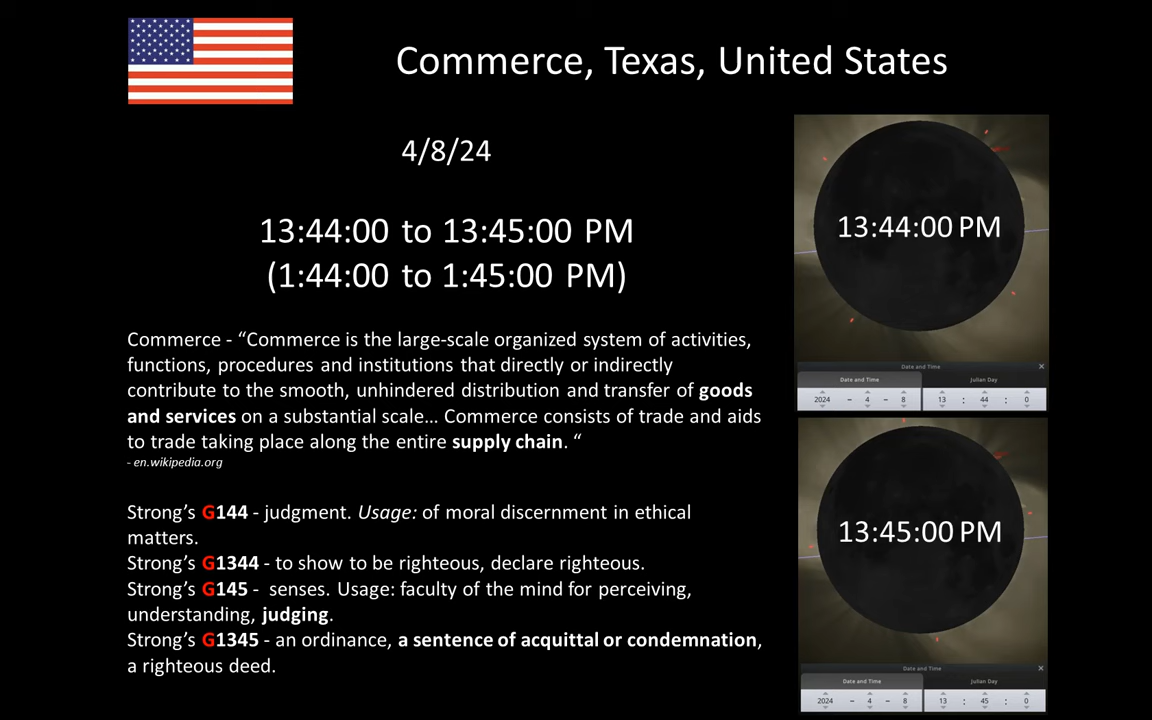 Commerce, Texas, United States
4/8/24
13:44:00 to 13:45:00 PM
(1:44:00 to 1:45:00 PM)
Commerce - “Commerce is the large-scale organized system of activities,
functions, procedures and institutions that directly or indirectly
contribute to the smooth, unhindered distribution and transfer of goods
and services on a substantial scale… Commerce consists of trade and aids
to trade taking place along the entire supply chain. “
- en.wikipedia.org
Strong’s G144 - judgment. Usage: of moral discernment in ethical
matters.
Strong’s G1344 - to show to be righteous, declare righteous.
Strong’s G145 - senses. Usage: faculty of the mind for perceiving,
understanding, judging.
Strong’s G1345 - an ordinance, a sentence of acquittal or condemnation,
a righteous deed.
13:44:00 PM
Date and Time
Date and Time Julian Day
2024 - 4 - 8 13 : 44 : 0
13:45:00 PM
Date and Time
Date and Time Julian Day
2024 - 4 - 8 13 : 45 : 0